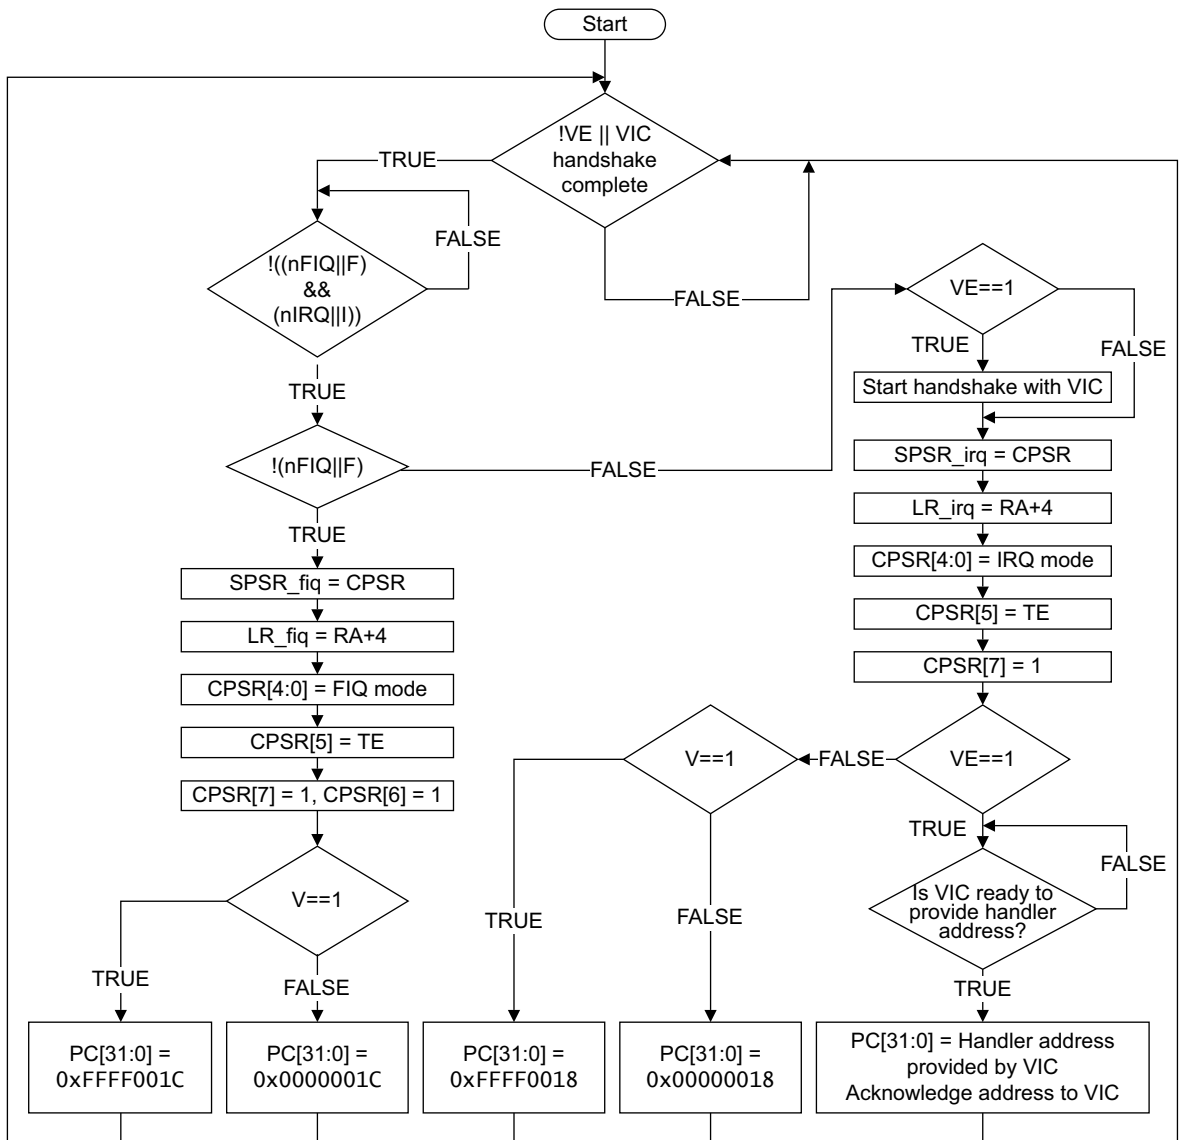 Start
!VE || VIC
handshake
complete
TRUE
FALSE
!((nFIQ||F)
&&
(nIRQ||I))
FALSE
TRUE
!(nFIQ||F)
FALSE
TRUE
SPSR_fiq = CPSR
LR_fiq = RA+4
CPSR[4:0] = FIQ mode
CPSR[5] = TE
CPSR[7] = 1, CPSR[6] = 1
V==1
TRUE
FALSE
PC[31:0] =
0xFFFF001C
PC[31:0] =
0x0000001C
VE==1
TRUE
FALSE
Start handshake with VIC
SPSR_irq = CPSR
LR_irq = RA+4
CPSR[4:0] = IRQ mode
CPSR[5] = TE
CPSR[7] = 1
VE==1
FALSE
V==1
TRUE
FALSE
PC[31:0] =
0xFFFF0018
PC[31:0] =
0x00000018
TRUE
FALSE
Is VIC ready to
provide handler
address?
TRUE
PC[31:0] = Handler address
provided by VIC
Acknowledge address to VIC